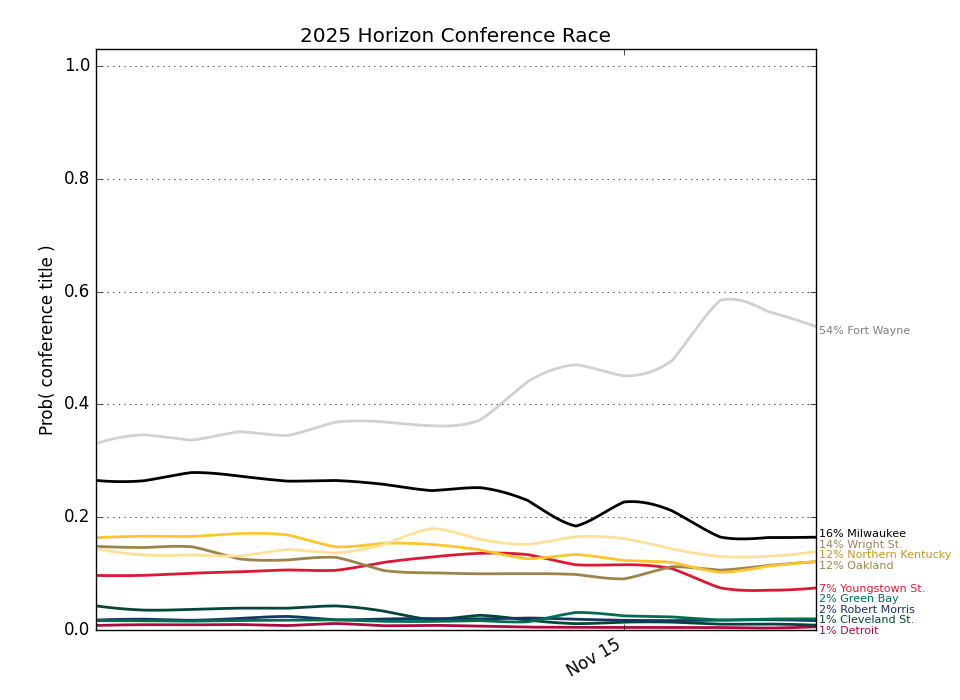 2025 Horizon Conference Race
1.0
0.8
0.6
0.4
0.2
0.0
Prob( conference title )
Nov 15
54% Fort Wayne
16% Milwaukee
14% Wright St.
12% Northern Kentucky
12% Oakland
7% Youngstown St.
2% Green Bay
2% Robert Morris
1% Cleveland St.
1% Detroit